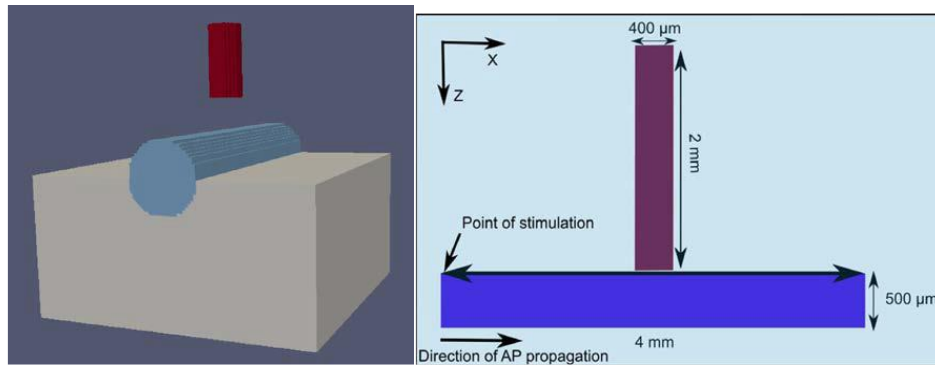 400 µm
X
Z
2 mm
Point of stimulation
500 µm
4 mm
Direction of AP propagation